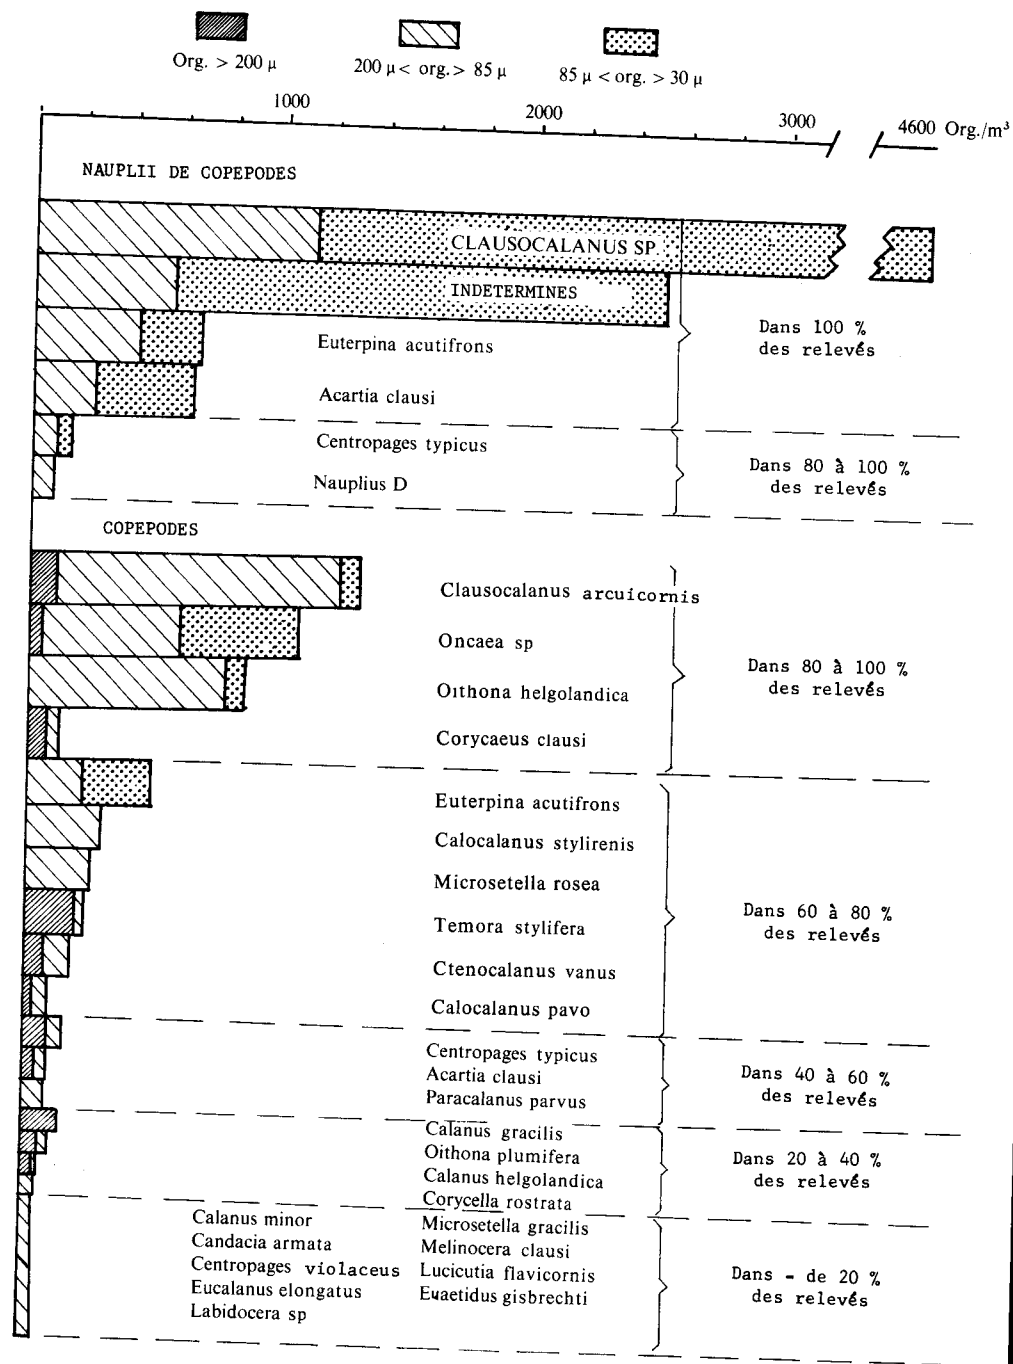 Org. > 200 μ
200 μ < org. > 85 μ
85 μ < org. > 30 μ
1000
2000
3000
4600 Org./m³
NAUPLII DE COPEPODES
CLAUSOCALANUS SP.
INDETERMINES
Euterpina acutifrons
Acartia clausi
Dans 100 %
des relevés
Centropages typicus
Nauplius D
Dans 80 à 100 %
des relevés
COPEPODES
Clausocalanus arcuicornis
Oncaea sp
Oithona helgolandica
Corycaeus clausi
Dans 80 à 100 %
des relevés
Euterpina acutifrons
Calocalanus stylirenis
Microsetella rosea
Temora stylifera
Ctenocalanus vanus
Calocalanus pavo
Dans 60 à 80 %
des relevés
Centropages typicus
Acartia clausi
Paracalanus parvus
Dans 40 à 60 %
des relevés
Calanus gracilis
Oithona plumifera
Calanus helgolandica
Corycella rostrata
Dans 20 à 40 %
des relevés
Calanus minor
Candacia armata
Centropages violaceus
Eucalanus elongatus
Labidocera sp
Microsetella gracilis
Melinocera clausi
Lucicutia flavicornis
Euaetidus gisbrechti
Dans - de 20 %
des relevés